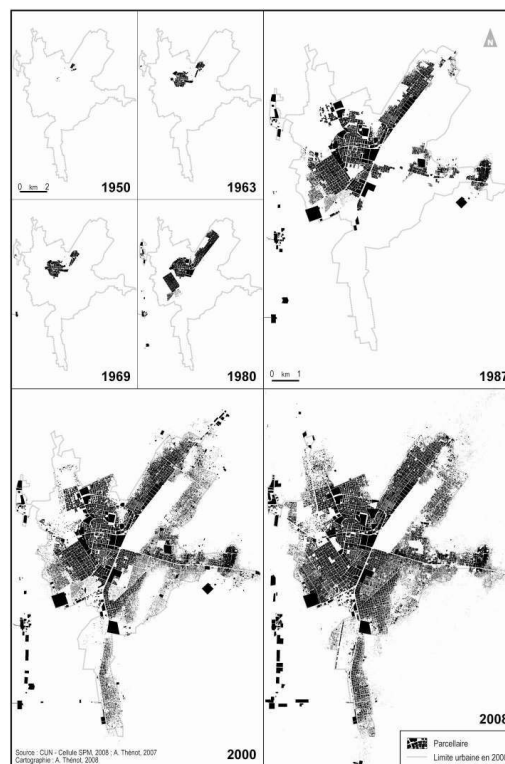 N
0 km 2
1950
1963
1969
1980
0 km 1
1987
Source : CUN - Cellule SPM, 2008 ; A. Thénot, 2007
Cartographie : A. Thénot, 2008
2000
2008
Parcellaire
Limite urbaine en 2008